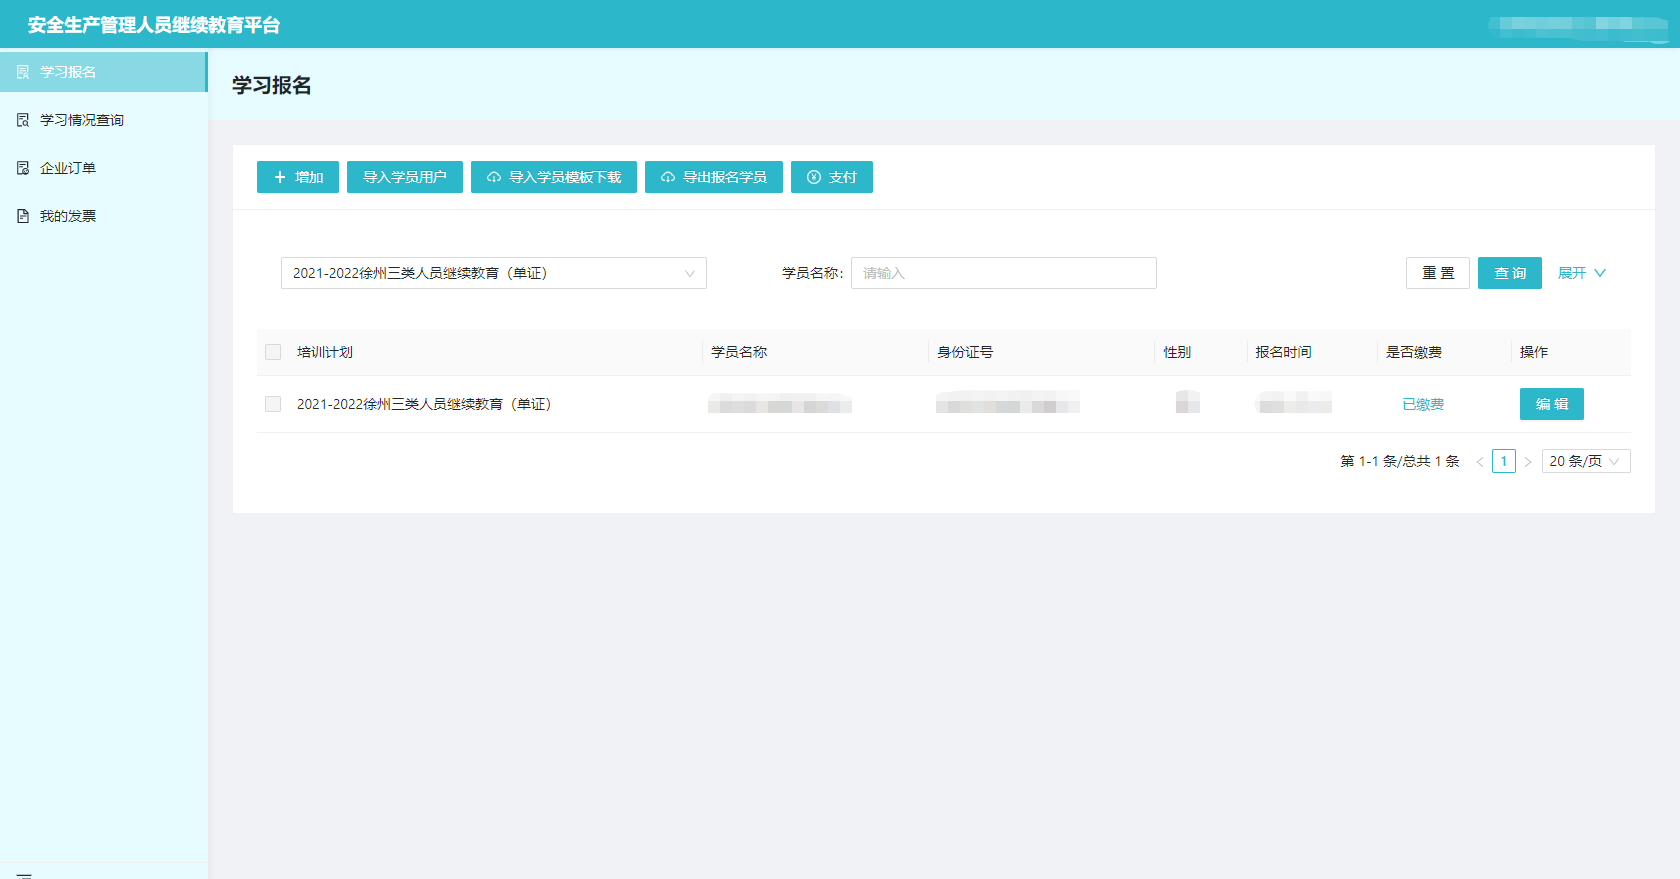 安全生产管理人员继续教育平台
学习报名
学习情况查询
企业订单
我的发票
学习报名
增加 导入学员用户 导入学员模板下载 导出报名学员 支付
2021-2022徐州三类人员继续教育（单证） 学员名称: 请输入 重置 查询 展开
培训计划 学员名称 身份证号 性别 报名时间 是否缴费 操作
2021-2022徐州三类人员继续教育（单证） 已缴费 编辑
第 1-1 条/总共 1 条 < 1 > 20 条/页